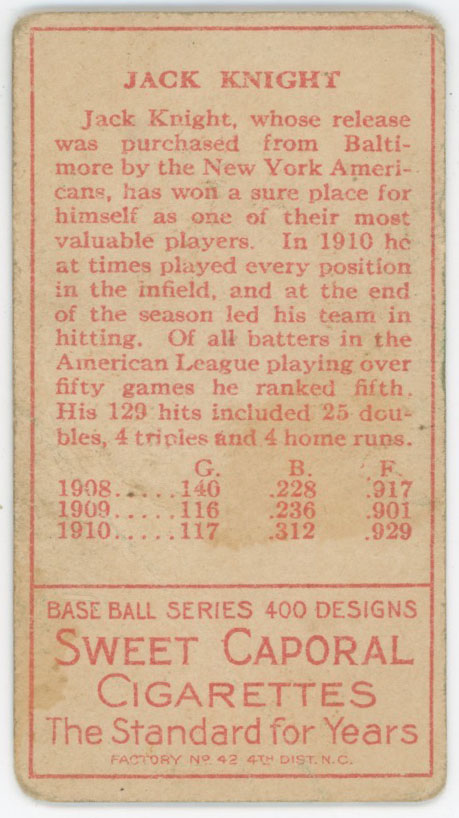 JACK KNIGHT
Jack Knight, whose release
was purchased from Balti-
more by the New York Ameri-
cans, has won a sure place for
himself as one of their most
valuable players. In 1910 he
at times played every position
in the infield, and at the end
of the season led his team in
hitting. Of all batters in the
American League playing over
fifty games he ranked fifth.
His 129 hits included 25 dou-
bles, 4 triples and 4 home runs.
G. B. F.
1908.....140 .228 .917
1909.....116 .236 .901
1910.....117 .312 .929
BASE BALL SERIES 400 DESIGNS
SWEET CAPORAL
CIGARETTES
The Standard for Years
FACTORY No. 42 4TH DIST. N.C.